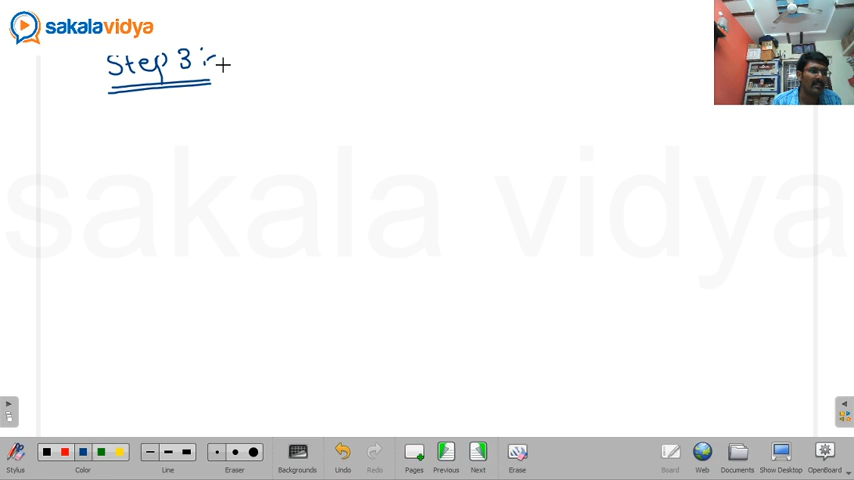 sakalavidya
Step 3 :-
sakala vidya
Stylus
Color
Line
Eraser
Backgrounds
Undo
Redo
Pages
Previous
Next
Erase
Board
Web
Documents
Show Desktop
OpenBoard